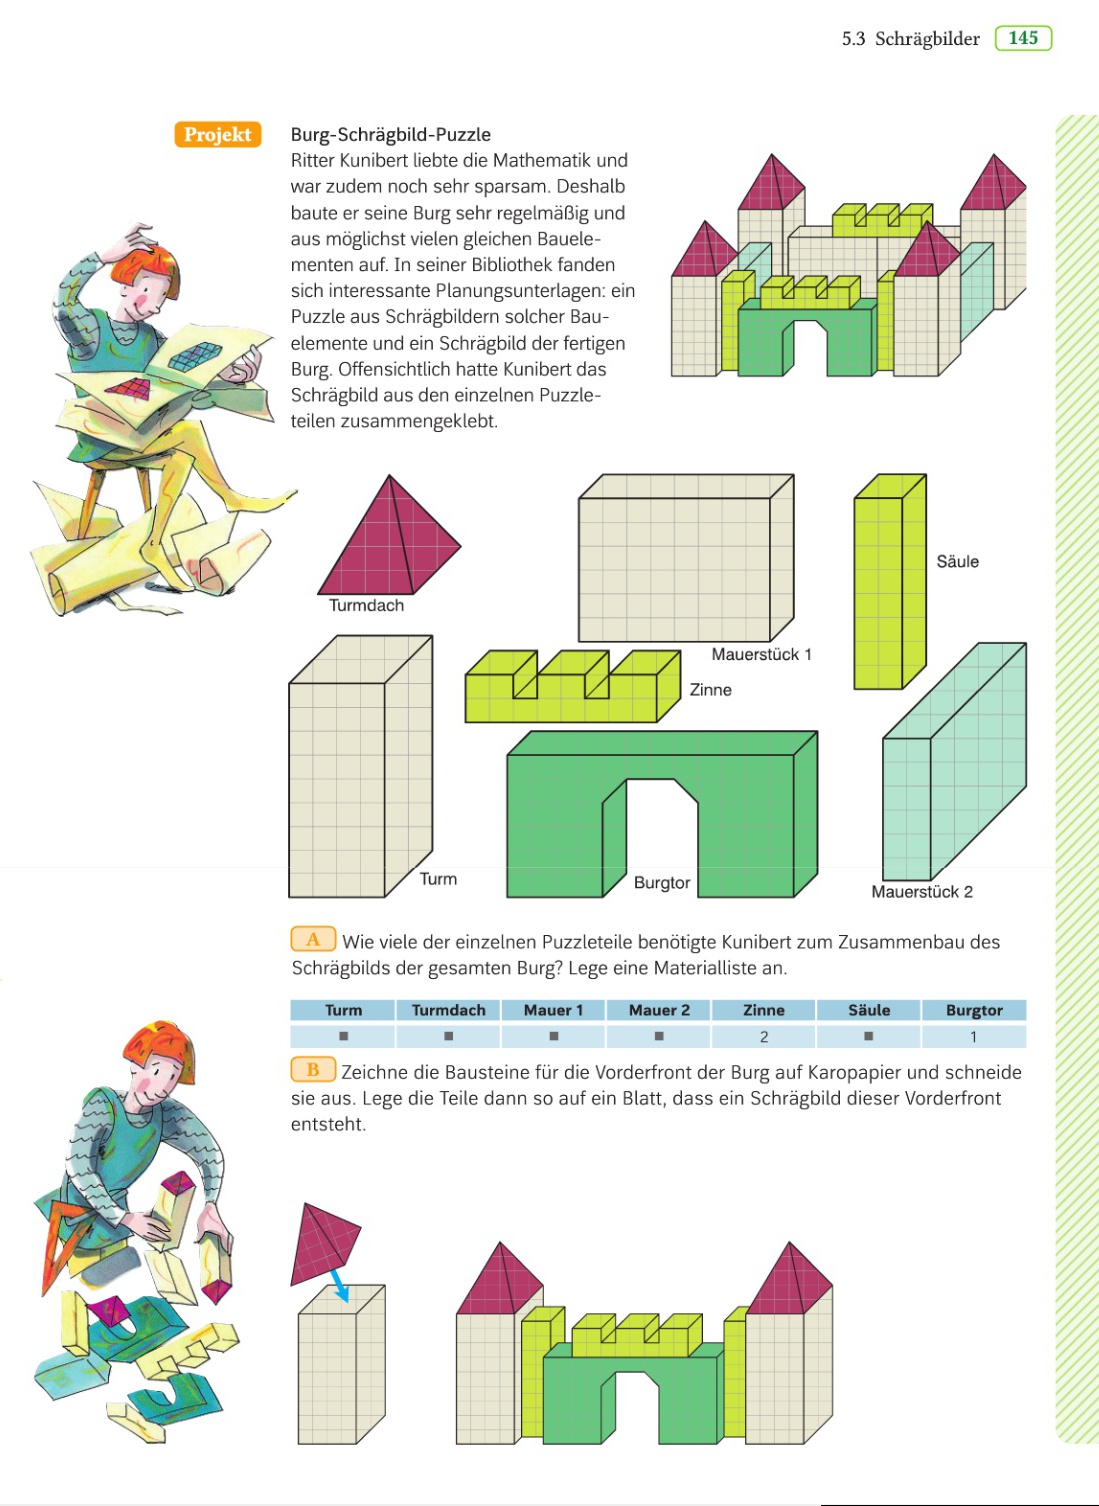 5.3 Schrägbilder 145
Projekt
Burg-Schrägbild-Puzzle
Ritter Kunibert liebte die Mathematik und
war zudem noch sehr sparsam. Deshalb
baute er seine Burg sehr regelmäßig und
aus möglichst vielen gleichen Bauele-
menten auf. In seiner Bibliothek fanden
sich interessante Planungsunterlagen: ein
Puzzle aus Schrägbildern solcher Bau-
elemente und ein Schrägbild der fertigen
Burg. Offensichtlich hatte Kunibert das
Schrägbild aus den einzelnen Puzzle-
teilen zusammengeklebt.
Turmdach
Mauerstück 1
Säule
Zinne
Turm
Burgtor
Mauerstück 2
A Wie viele der einzelnen Puzzleteile benötigte Kunibert zum Zusammenbau des
Schrägbilds der gesamten Burg? Lege eine Materialliste an.
Turm Turmdach Mauer 1 Mauer 2 Zinne Säule Burgtor
■ ■ ■ ■ 2 ■ 1
B Zeichne die Bausteine für die Vorderfront der Burg auf Karopapier und schneide
sie aus. Lege die Teile dann so auf ein Blatt, dass ein Schrägbild dieser Vorderfront
entsteht.